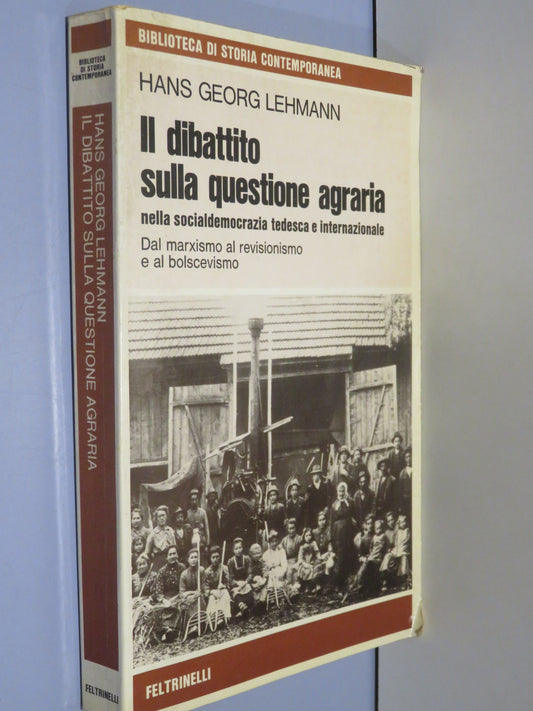 BIBLIOTECA
DI STORIA
CONTEMPORANEA
HANS GEORG LEHMANN
IL DIBATTITO SULLA QUESTIONE AGRARIA
FELTRINELLI
BIBLIOTECA DI STORIA CONTEMPORANEA
HANS GEORG LEHMANN
Il dibattito
sulla questione agraria
nella socialdemocrazia tedesca e internazionale
Dal marxismo al revisionismo
e al bolscevismo
FELTRINELLI